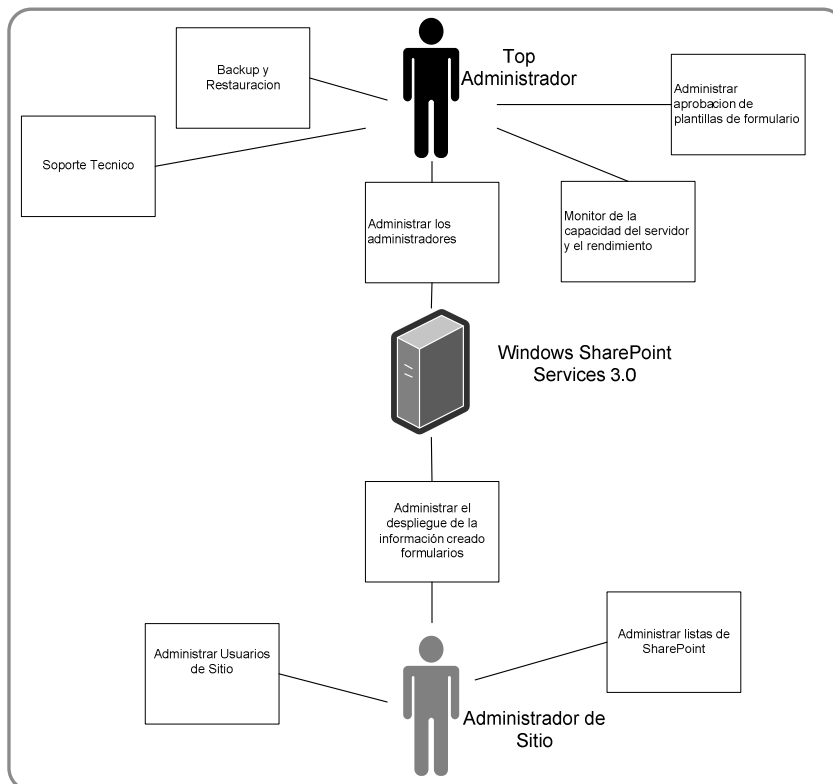 Top
Administrador
Backup y
Restauracion
Administrar
aprobacion de
plantillas de formulario
Soporte Tecnico
Administrar los
administradores
Monitor de la
capacidad del servidor
y el rendimiento
Windows SharePoint
Services 3.0
Administrar el
despliegue de la
información creado
formularios
Administrar Usuarios
de Sitio
Administrar listas de
SharePoint
Administrador de
Sitio